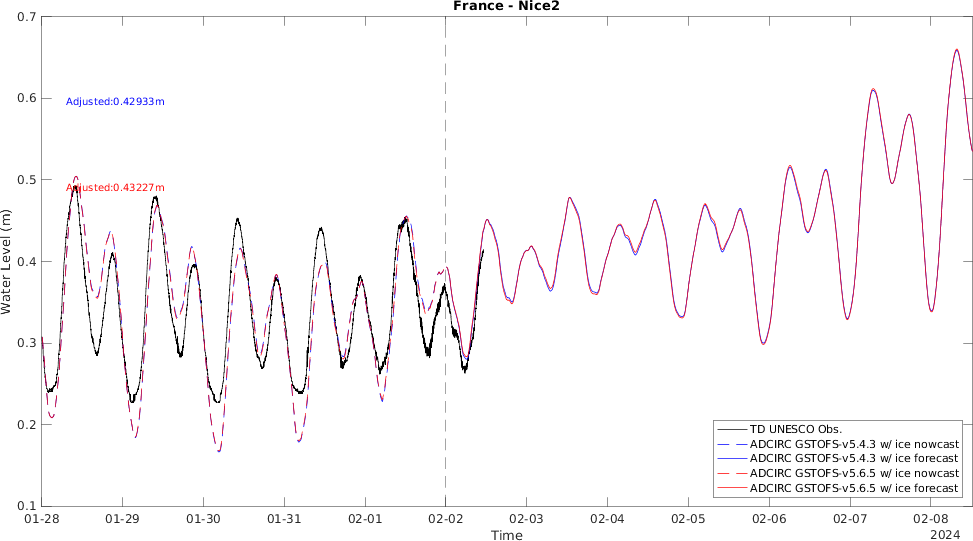 France - Nice2
0.7
0.6
0.5
0.4
0.3
0.2
0.1
Water Level (m)
Adjusted:0.42933m
Adjusted:0.43227m
TD UNESCO Obs.
ADCIRC GSTOFS-v5.4.3 w/ ice nowcast
ADCIRC GSTOFS-v5.4.3 w/ ice forecast
ADCIRC GSTOFS-v5.6.5 w/ ice nowcast
ADCIRC GSTOFS-v5.6.5 w/ ice forecast
01-28 01-29 01-30 01-31 02-01 02-02 02-03 02-04 02-05 02-06 02-07 02-08
Time
2024